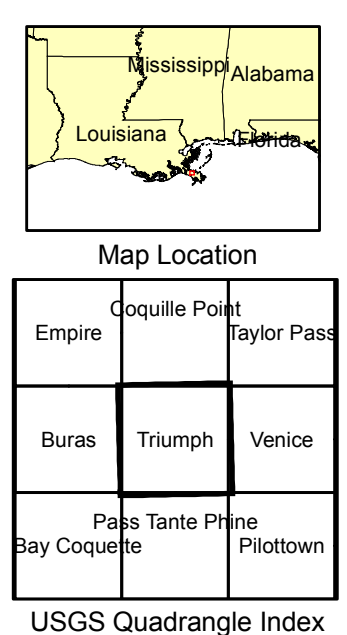 Mississippi
Alabama
Louisiana
Florida
Map Location
Coquille Point
Empire
Taylor Pass
Buras
Triumph
Venice
Pass Tante Phine
Bay Coquette
Pilottown
USGS Quadrangle Index